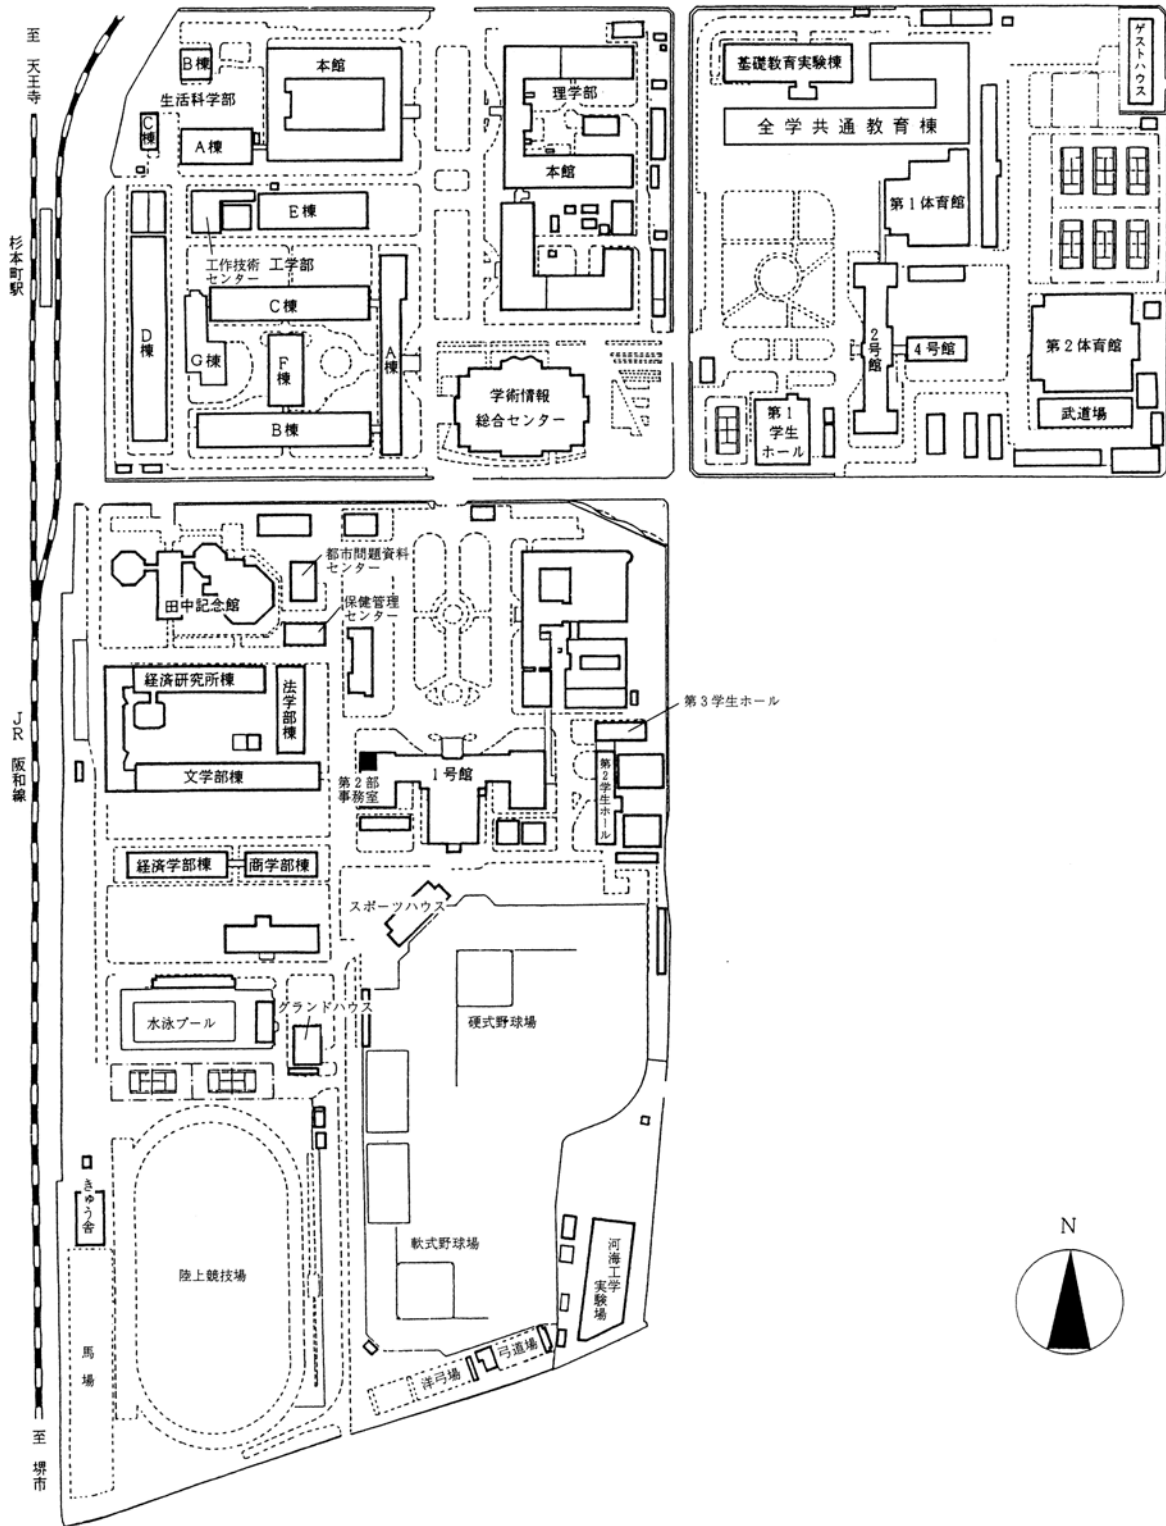 至 天王寺
杉本町駅
JR 阪和線
至 堺市
B棟
生活科学部
C棟
A棟
本館
理学部
本館
E棟
工作技術
センター
工学部
C棟
D棟
G棟
F棟
A棟
B棟
学術情報
総合センター
基礎教育実験棟
全学共通教育棟
ゲストハウス
第1体育館
2号館
4号館
第2体育館
武道場
第1
学生
ホール
都市問題資料
センター
田中記念館
保健管理
センター
経済研究所棟
法学部棟
文学部棟
第2部
事務室
1号館
第3学生ホール
第2学生ホール
経済学部棟
商学部棟
スポーツハウス
水泳プール
グランドハウス
硬式野球場
きゅう舎
陸上競技場
馬場
軟式野球場
河海工学
実験場
弓道場
洋弓場
N